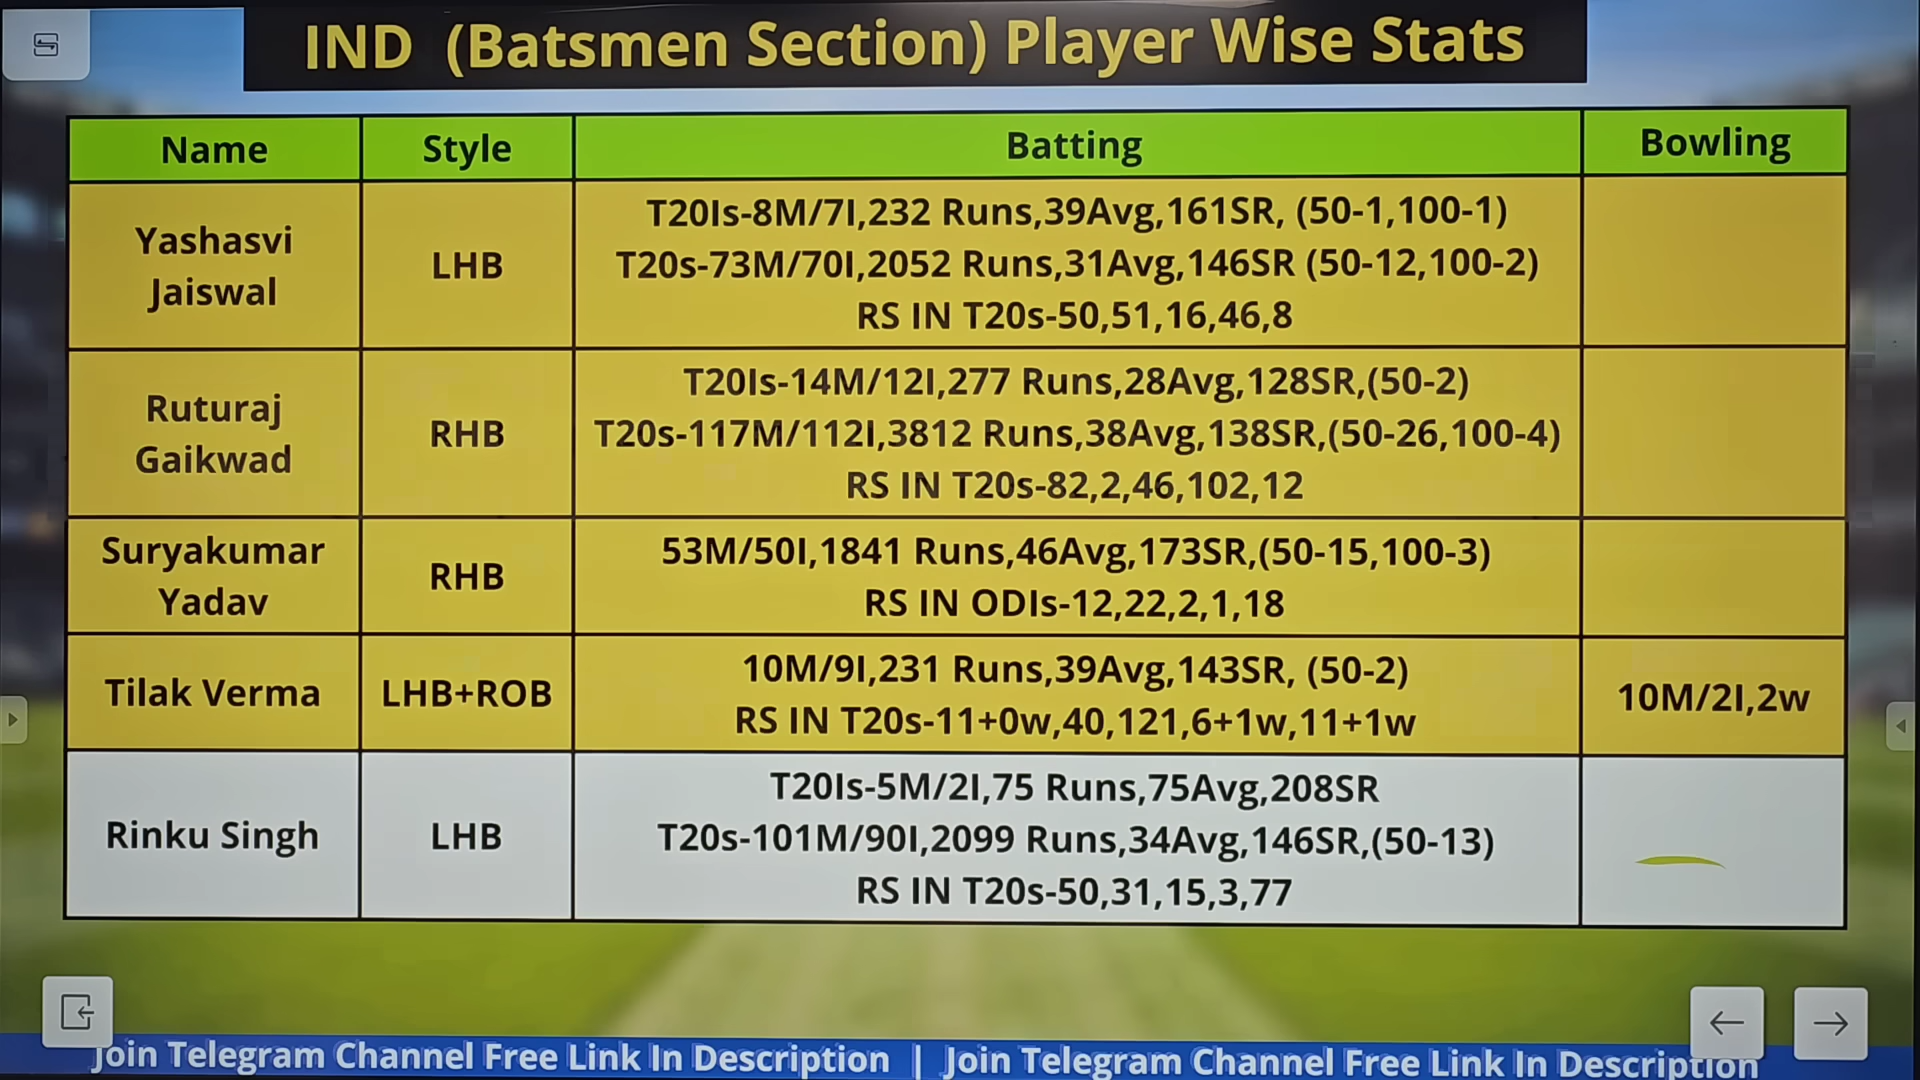 IND (Batsmen Section) Player Wise Stats
Name Style Batting Bowling
Yashasvi Jaiswal
LHB
T20Is-8M/7I,232 Runs,39Avg,161SR, (50-1,100-1)
T20s-73M/70I,2052 Runs,31Avg,146SR (50-12,100-2)
RS IN T20s-50,51,16,46,8
Ruturaj Gaikwad
RHB
T20Is-14M/12I,277 Runs,28Avg,128SR,(50-2)
T20s-117M/112I,3812 Runs,38Avg,138SR,(50-26,100-4)
RS IN T20s-82,2,46,102,12
Suryakumar Yadav
RHB
53M/50I,1841 Runs,46Avg,173SR,(50-15,100-3)
RS IN ODIs-12,22,2,1,18
Tilak Verma
LHB+ROB
10M/9I,231 Runs,39Avg,143SR, (50-2)
RS IN T20s-11+0w,40,121,6+1w,11+1w
10M/2I,2w
Rinku Singh
LHB
T20Is-5M/2I,75 Runs,75Avg,208SR
T20s-101M/90I,2099 Runs,34Avg,146SR,(50-13)
RS IN T20s-50,31,15,3,77
Join Telegram Channel Free Link In Description | Join Telegram Channel Free Link In Description